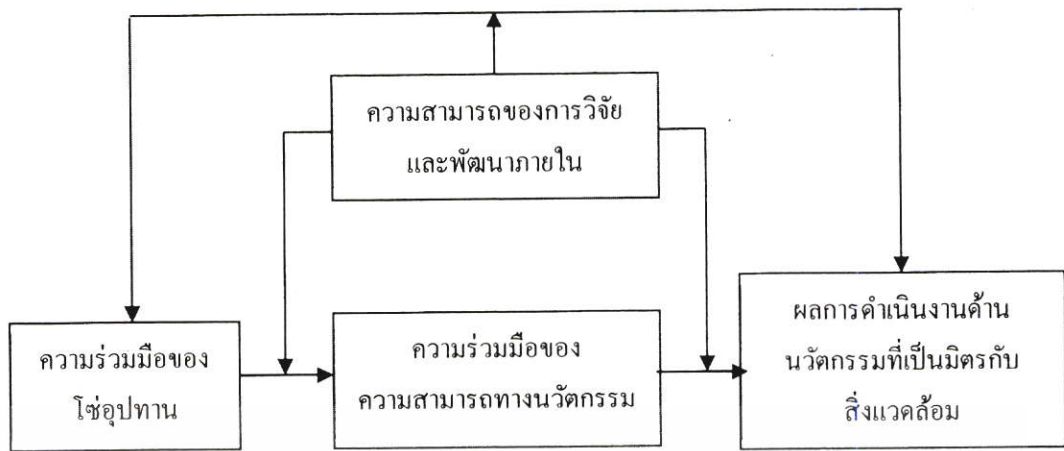 ความสามารถของการวิจัย
และพัฒนาภายใน
ความร่วมมือของ
โซ่อุปทาน
ความร่วมมือของ
ความสามารถทางนวัตกรรม
ผลการดำเนินงานด้าน
นวัตกรรมที่เป็นมิตรกับ
สิ่งแวดล้อม